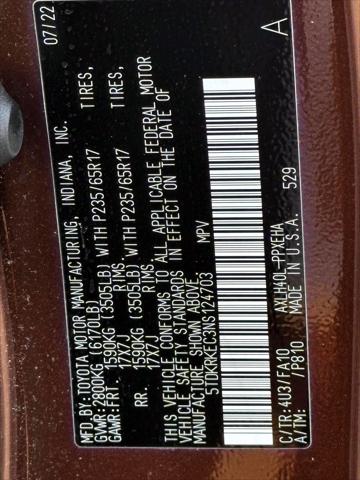 MFD. BY: TOYOTA MOTOR MANUFACTURING, INDIANA, INC. 07/22
GVWR: 2800KG (6170LB)
GAWR: FRT. 1590KG (3505LB) WITH P235/65R17 TIRES,
17X7J RIMS,
RR. 1590KG (3505LB) WITH P235/65R17 TIRES,
17X7J RIMS
THIS VEHICLE CONFORMS TO ALL APPLICABLE FEDERAL MOTOR
VEHICLE SAFETY STANDARDS IN EFFECT ON THE DATE OF
MANUFACTURE SHOWN ABOVE.
5TDKRKEC3NS124703 MPV
A
C/TR: 4U3/FA10 AXLH40L-PPXEHA
A/TM: /P810 MADE IN U.S.A. 529